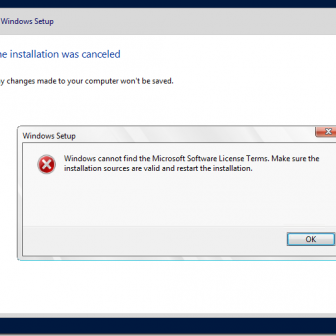 Windows Setup
e installation was canceled
y changes made to your computer won't be saved.
Windows Setup
Windows cannot find the Microsoft Software License Terms. Make sure the
installation sources are valid and restart the installation.
OK